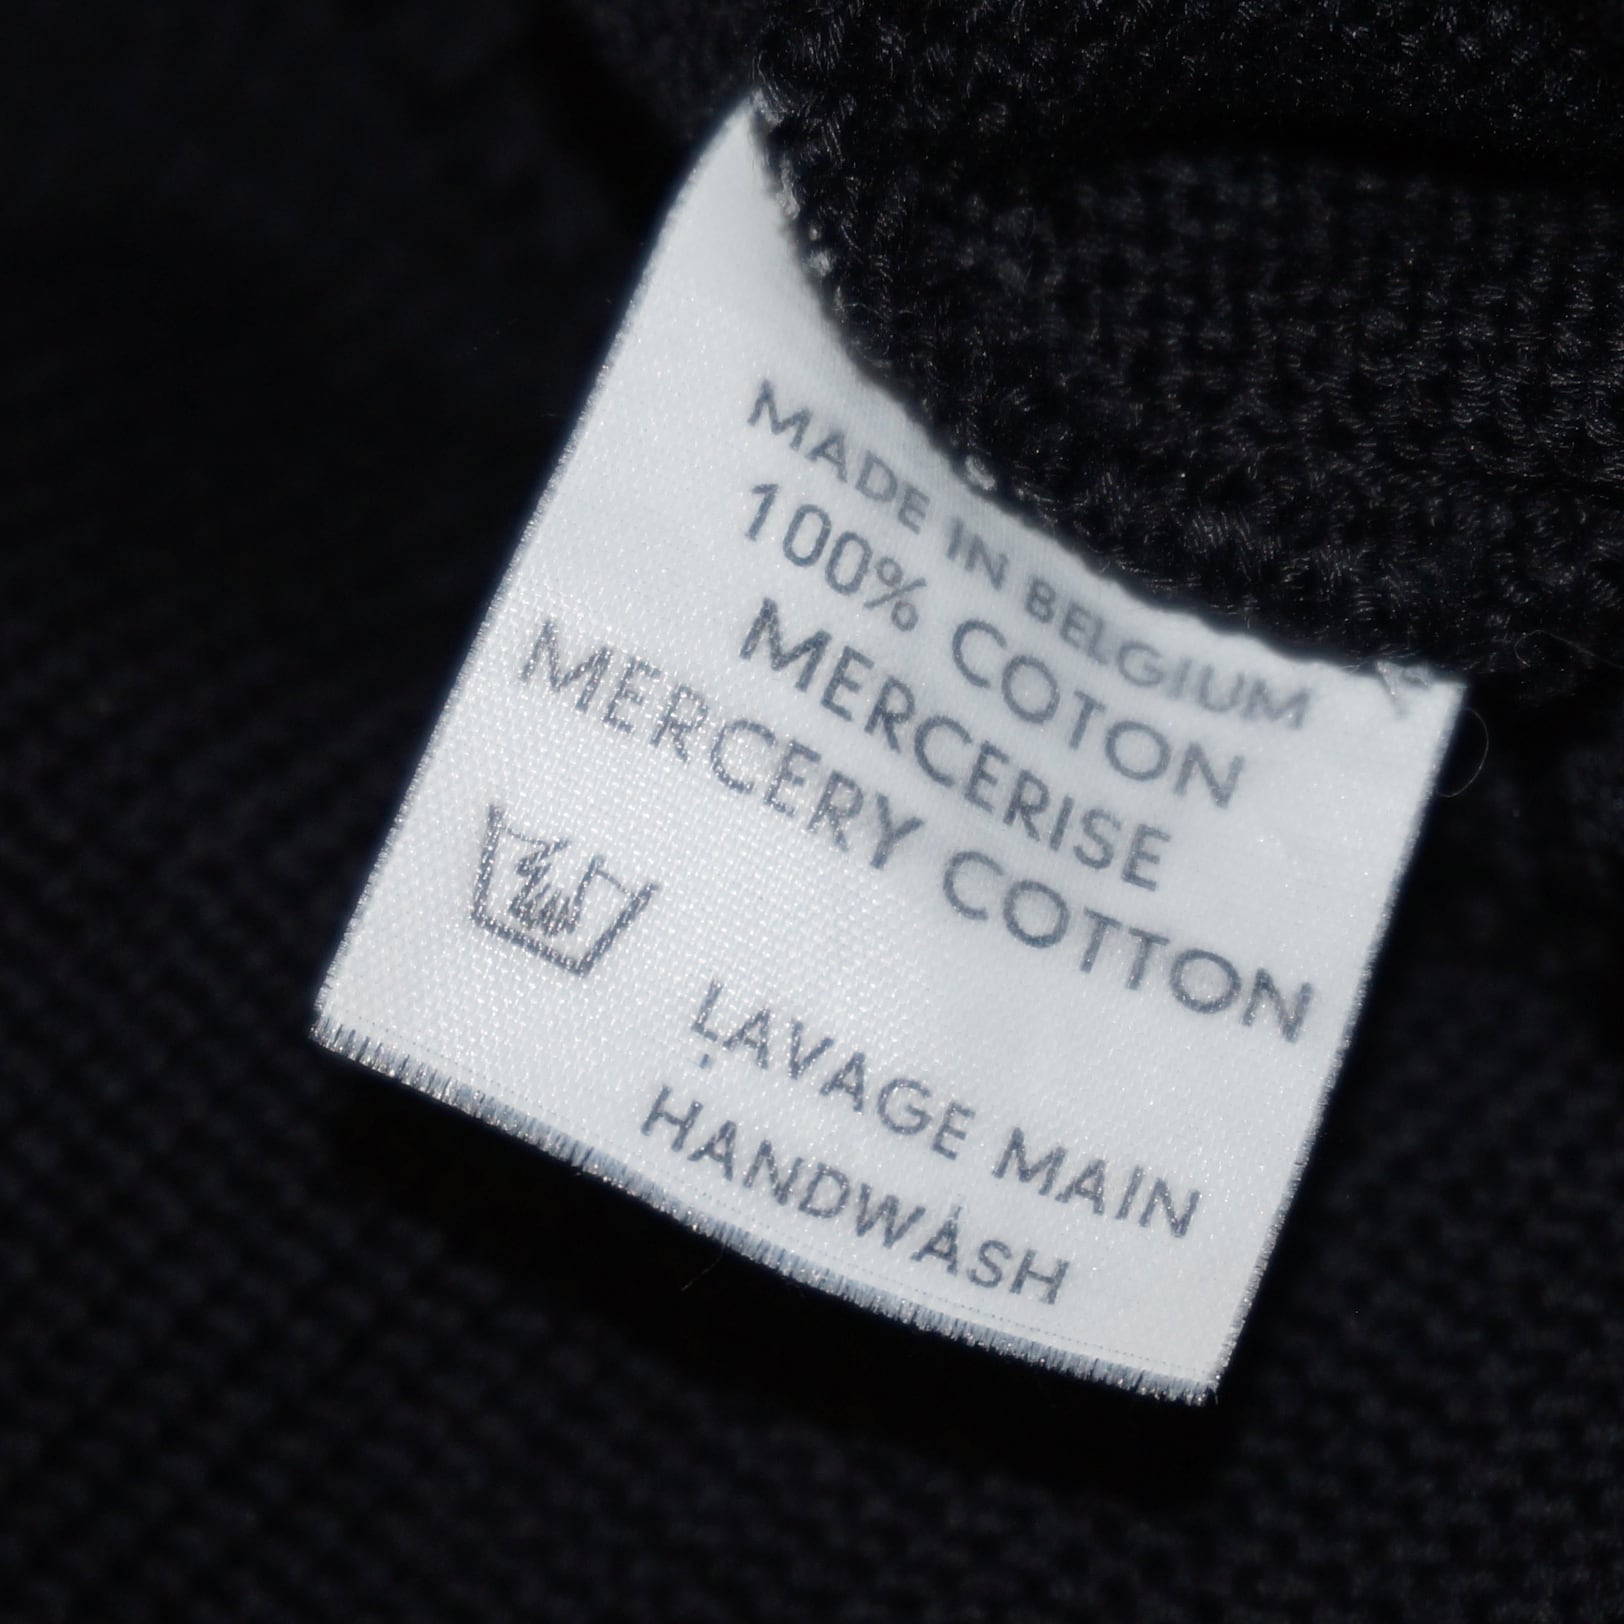 MADE IN BELGIUM
100% COTON
MERCERISE
MERCERY COTTON
LAVAGE MAIN
HANDWASH